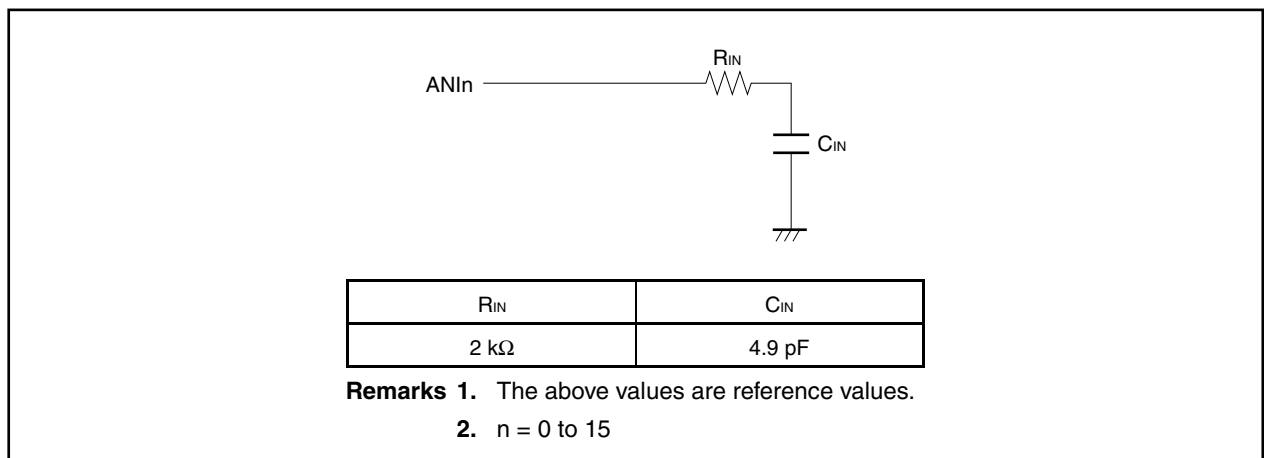 RIN
ANIn
CIN
RIN CIN
2 kΩ 4.9 pF
Remarks 1. The above values are reference values.
2. n = 0 to 15